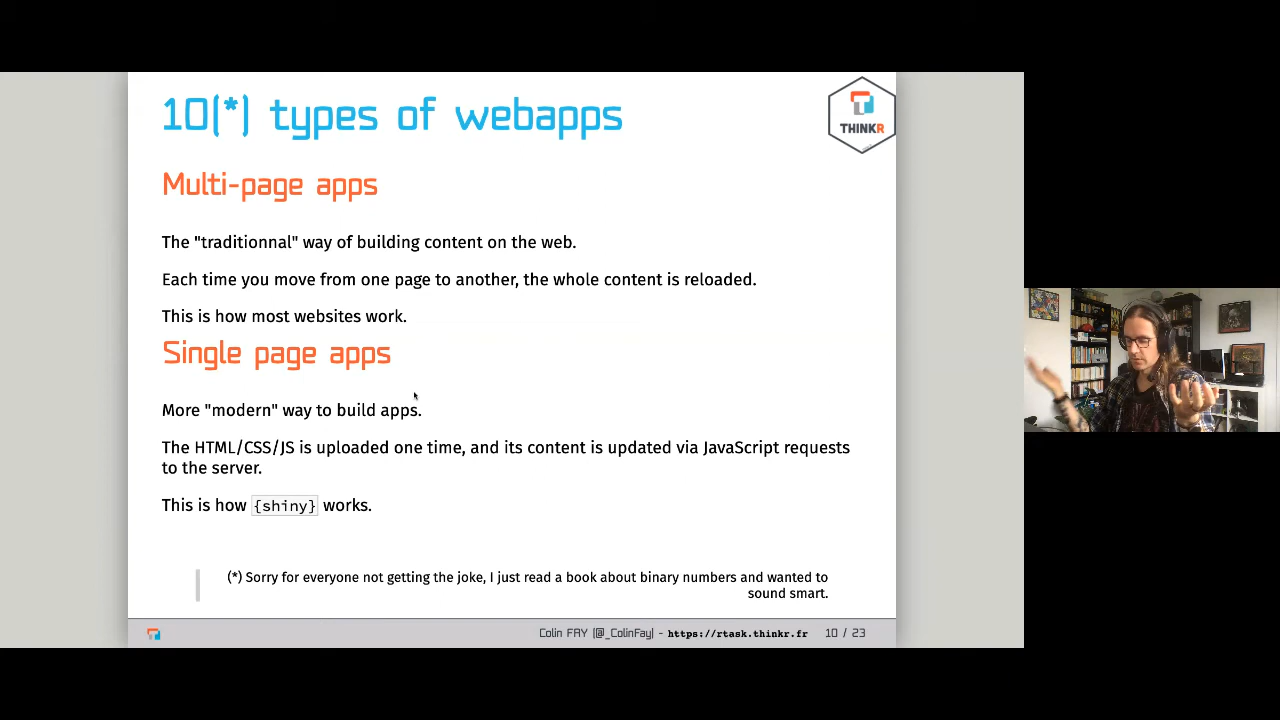 10(*) types of webapps
THINKR
Multi-page apps
The "traditionnal" way of building content on the web.
Each time you move from one page to another, the whole content is reloaded.
This is how most websites work.
Single page apps
More "modern" way to build apps.
The HTML/CSS/JS is uploaded one time, and its content is updated via JavaScript requests
to the server.
This is how {shiny} works.
(*) Sorry for everyone not getting the joke, I just read a book about binary numbers and wanted to
sound smart.
Colin FAY (@_ColinFay) - https://rtask.thinkr.fr 10 / 23